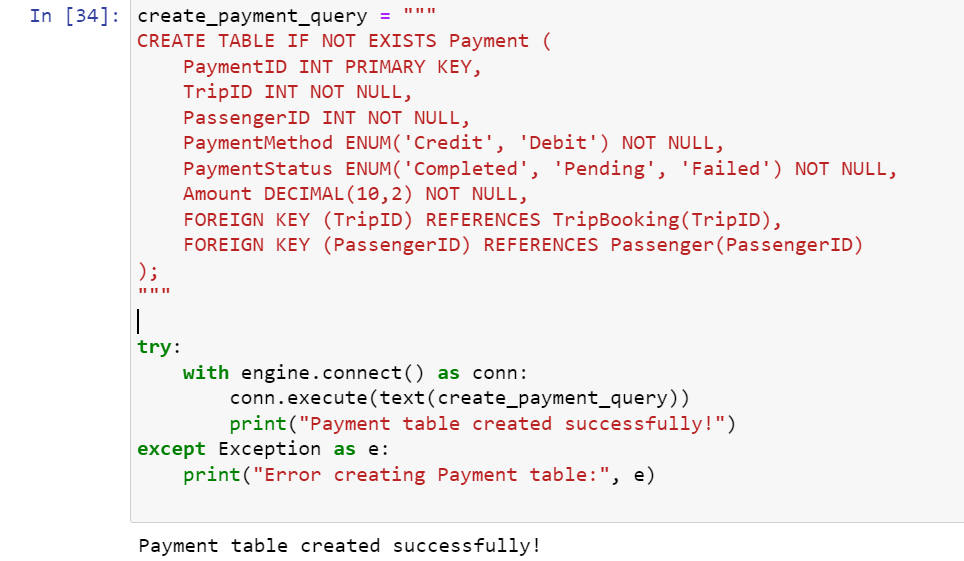 In [34]: create_payment_query = """
CREATE TABLE IF NOT EXISTS Payment (
    PaymentID INT PRIMARY KEY,
    TripID INT NOT NULL,
    PassengerID INT NOT NULL,
    PaymentMethod ENUM('Credit', 'Debit') NOT NULL,
    PaymentStatus ENUM('Completed', 'Pending', 'Failed') NOT NULL,
    Amount DECIMAL(10,2) NOT NULL,
    FOREIGN KEY (TripID) REFERENCES TripBooking(TripID),
    FOREIGN KEY (PassengerID) REFERENCES Passenger(PassengerID)
);
"""
try:
    with engine.connect() as conn:
        conn.execute(text(create_payment_query))
        print("Payment table created successfully!")
except Exception as e:
    print("Error creating Payment table:", e)
Payment table created successfully!